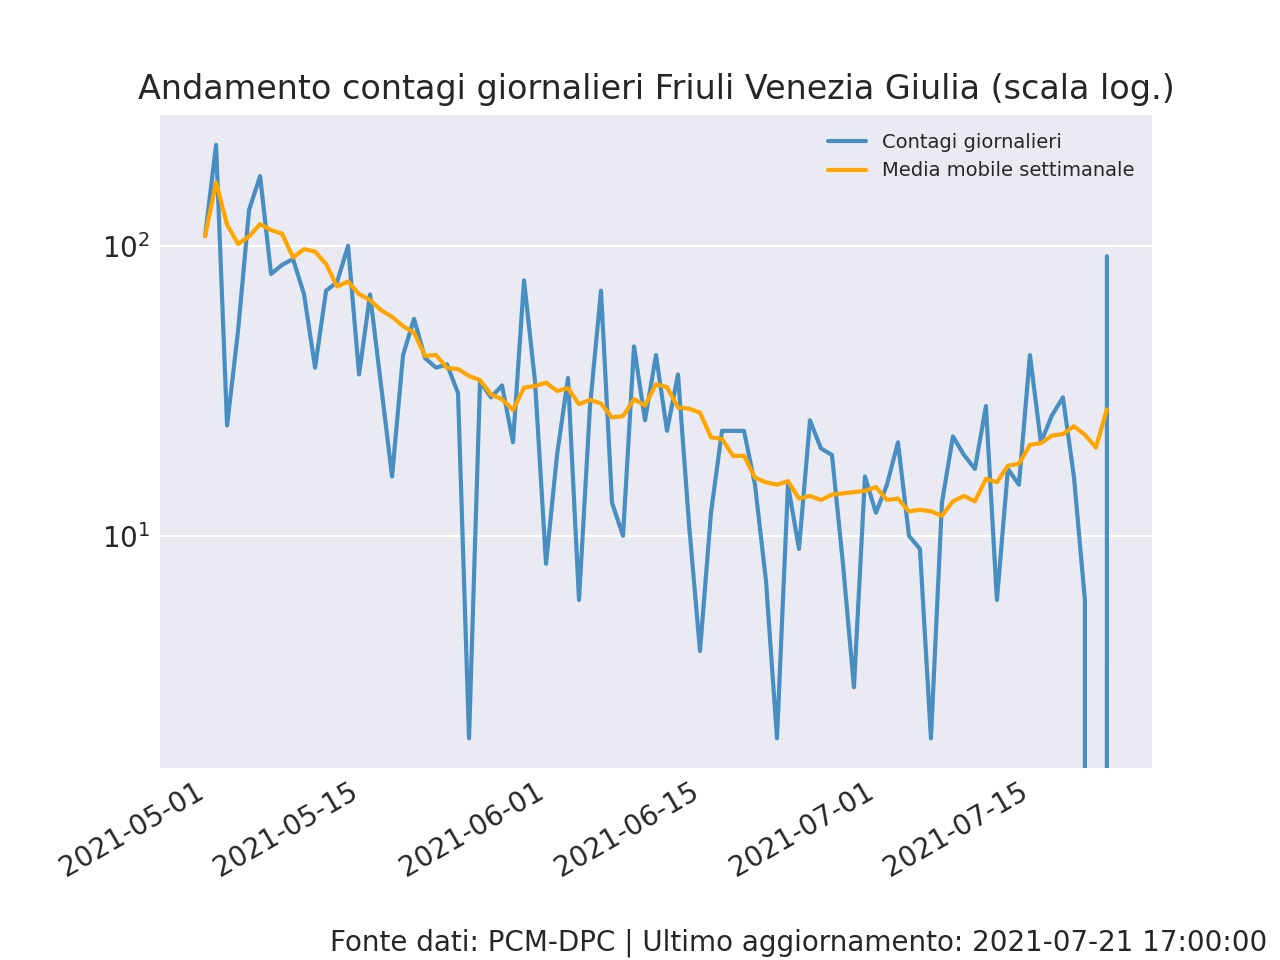 Andamento contagi giornalieri Friuli Venezia Giulia (scala log.)
Contagi giornalieri
Media mobile settimanale
10²
10¹
2021-05-01
2021-05-15
2021-06-01
2021-06-15
2021-07-01
2021-07-15
Fonte dati: PCM-DPC | Ultimo aggiornamento: 2021-07-21 17:00:00